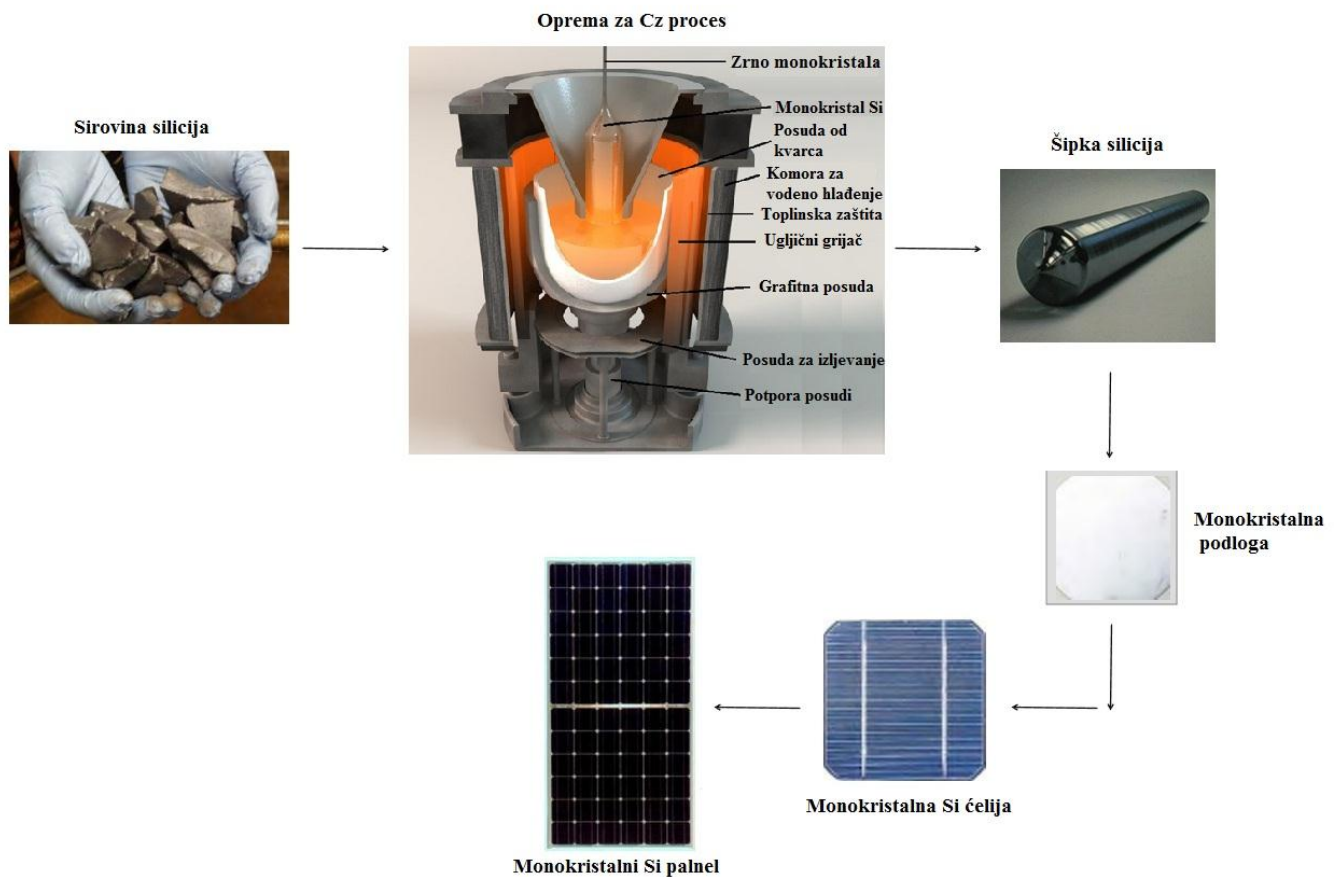 Oprema za Cz proces
Zrno monokristala
Monokristal Si
Posuda od
kvarca
Komora za
vodeno hlađenje
Toplinska zaštita
Ugljični grijač
Grafitna posuda
Posuda za izljevanje
Potpora posudi
Sirovina silicija
Šipka silicija
Monokristalna
podloga
Monokristalna Si ćelija
Monokristalni Si palnel